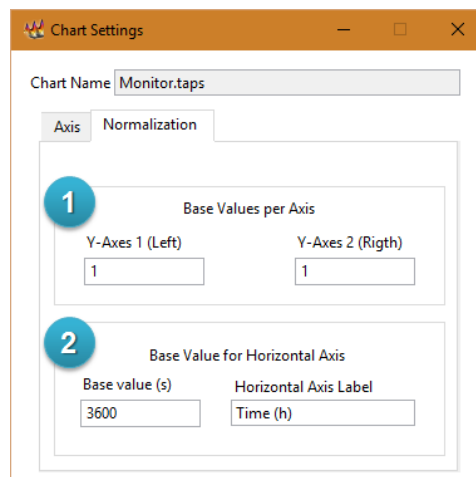 Chart Settings
Chart Name Monitor.taps
Axis Normalization
1
Base Values per Axis
Y-Axes 1 (Left) Y-Axes 2 (Rigth)
1 1
2
Base Value for Horizontal Axis
Base value (s) Horizontal Axis Label
3600 Time (h)